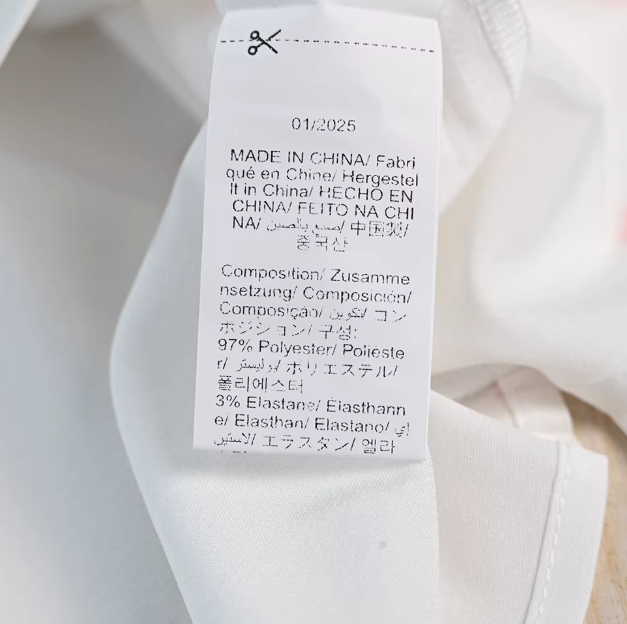 01/2025
MADE IN CHINA/ Fabri
qué en Chine/ Hergestel
lt in China/ HECHO EN
CHINA/ FEITO NA CHI
NA/ صنع بالصين/ 中国製/
중국산
Composition/ Zusamme
nsetzung/ Composición/
Composição/ تكوين/ コン
ポジション/ 구성:
97% Polyester/ Polieste
r/ بوليستر/ ポリエステル/
폴리에스터
3% Elastane/ Elasthann
e/ Elasthan/ Elastano/ إي
لاستين/ エラスタン/ 엘라